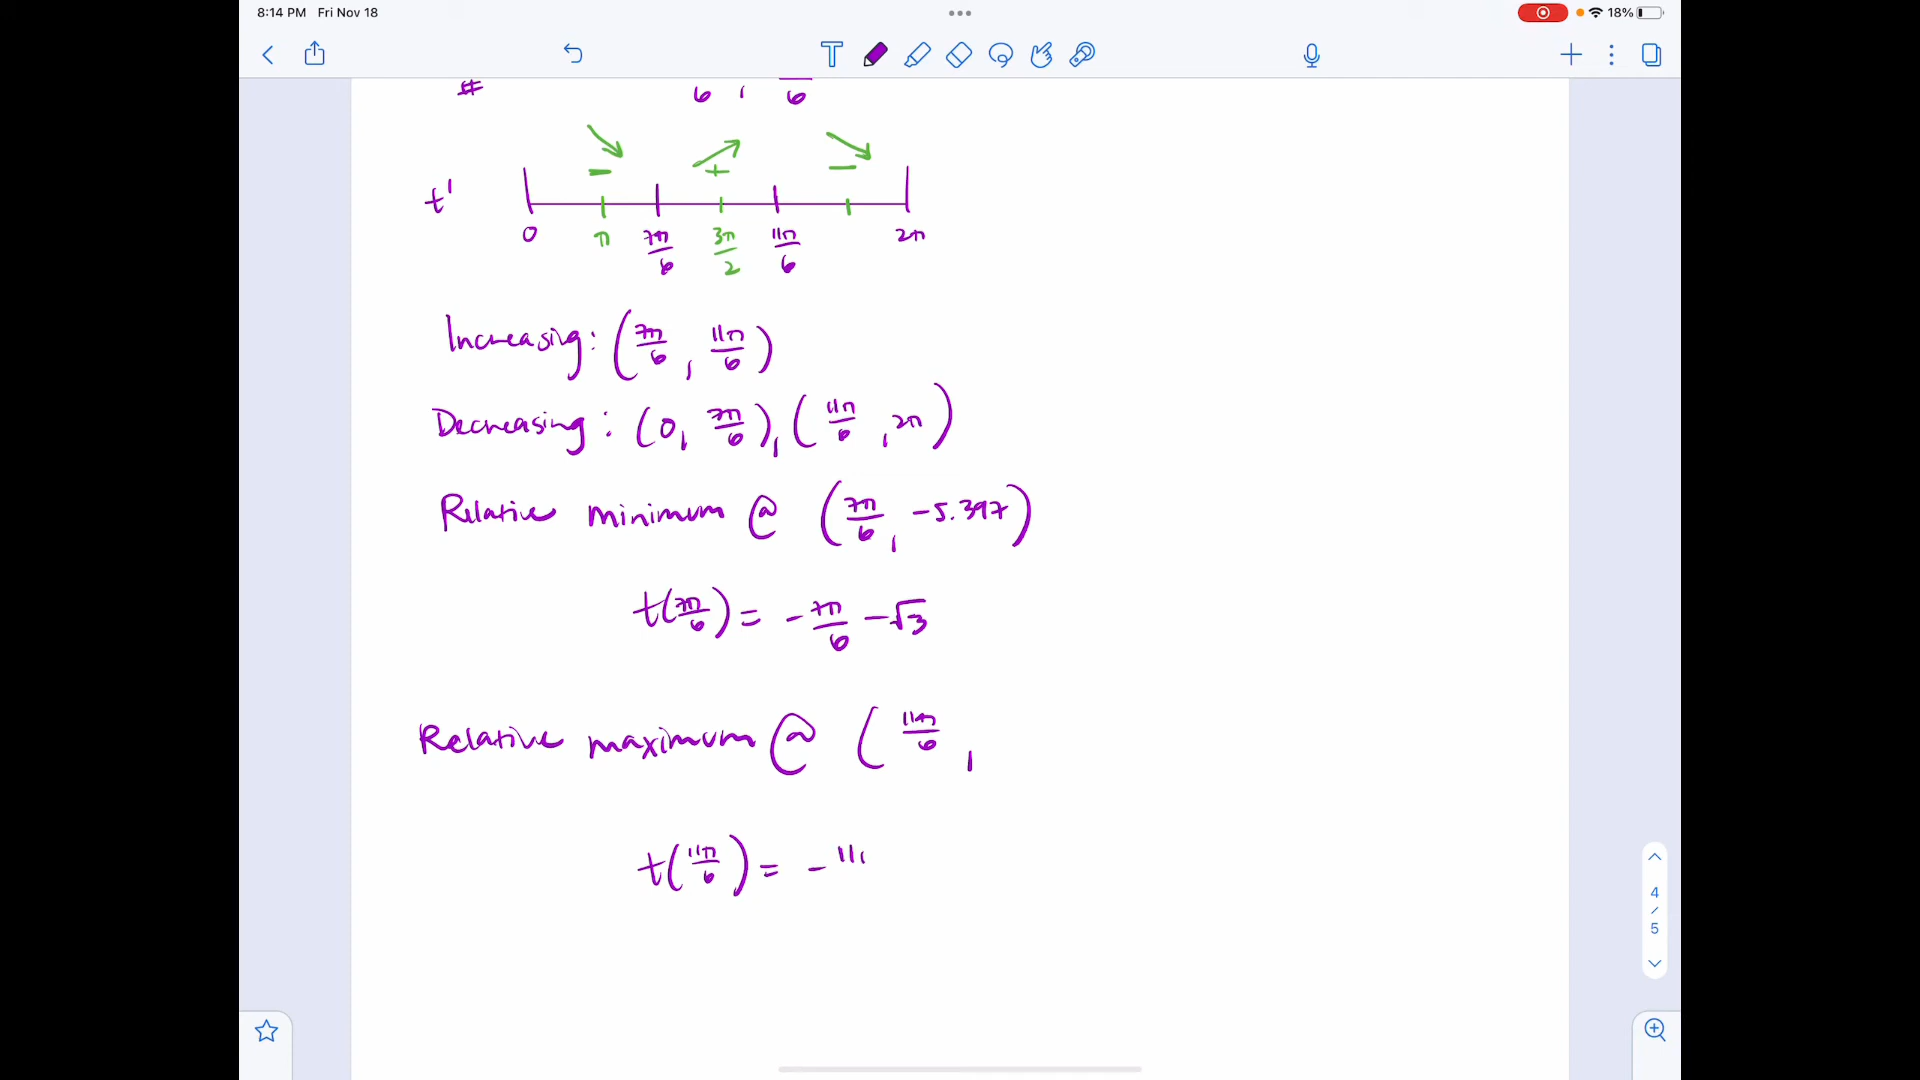 8:14 PM Fri Nov 18
18%
#
6 , 6
t'
− + −
0 π 7π/6 3π/2 11π/6 2π
Increasing: (7π/6, 11π/6)
Decreasing: (0, 7π/6), (11π/6, 2π)
Relative minimum @ (7π/6, -5.397)
t(7π/6) = -7π/6 - √3
Relative maximum @ (11π/6,
t(11π/6) = - 11
4
/
5